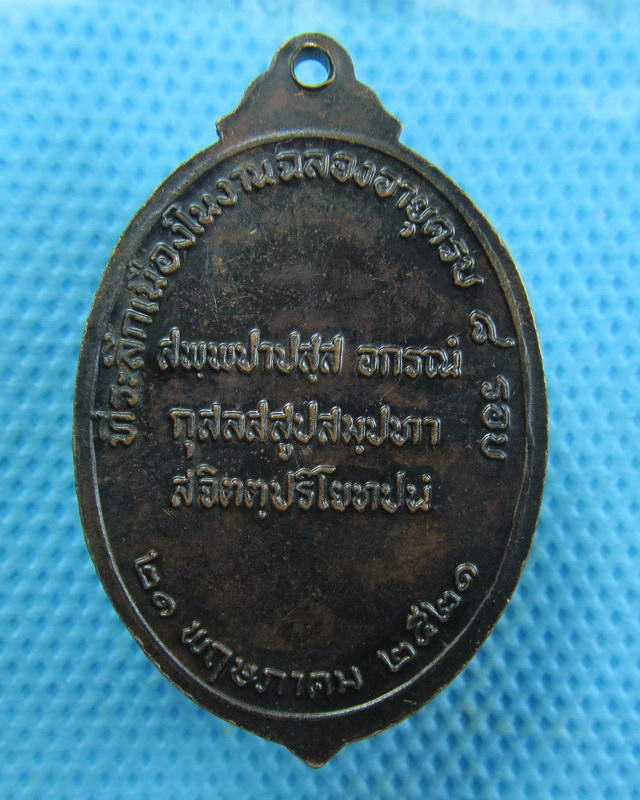 ที่ระลึกเนื่องในงานฉลองอายุครบ ๕ รอบ
สพฺพปาปสฺส อกรณํ
กุสลสฺสูปสมฺปทา
สจิตฺตปริโยทปนํ
๒๑ พฤษภาคม ๒๕๒๑